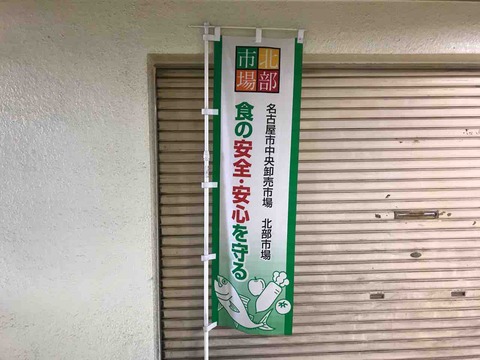 北部
市場
名古屋市中央卸売市場 北部市場
食の安全・安心を守る